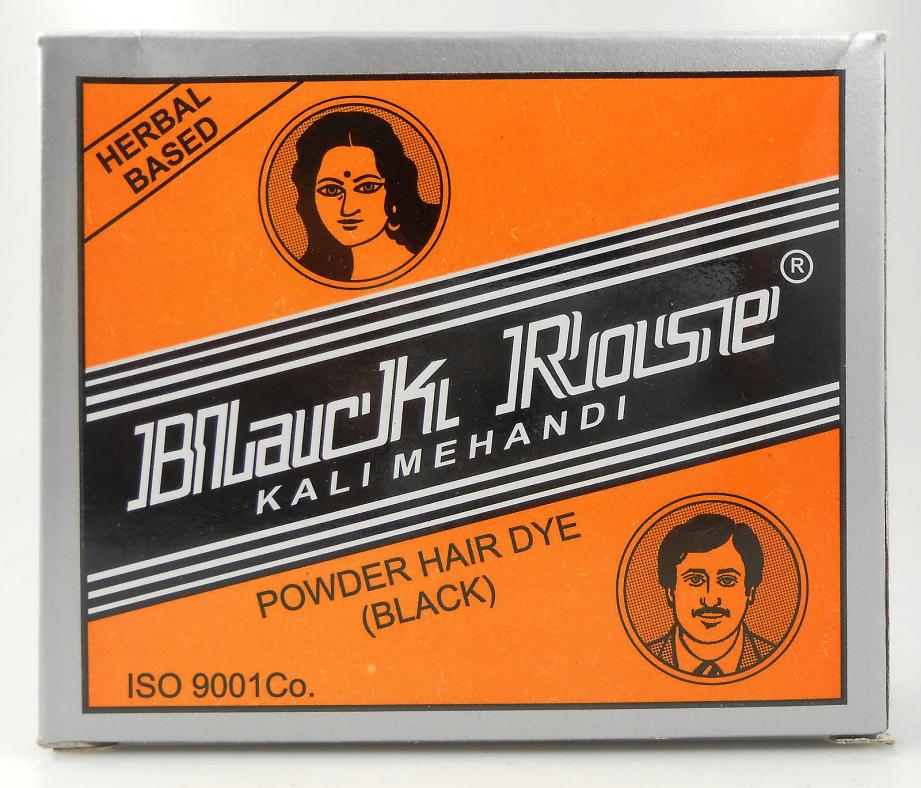 HERBAL
BASED
Black Rose ®
KALI MEHANDI
POWDER HAIR DYE
(BLACK)
ISO 9001Co.